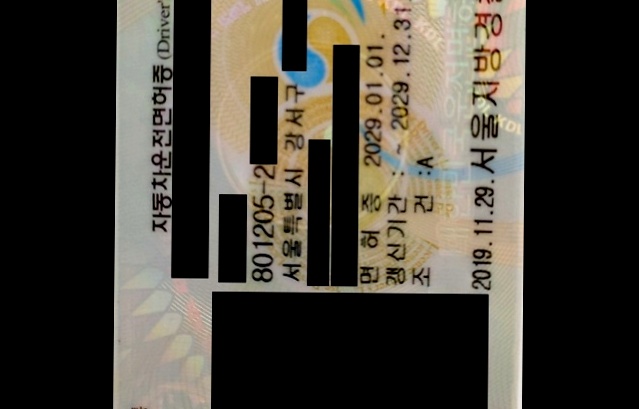 자동차운전면허증 (Driver's
801205-2
서울특별시 강서구
면 허 증 2029.01.01.
갱신기간 : ~ 2029.12.31.
조 건 : A
2019.11.29. 서울지방경찰